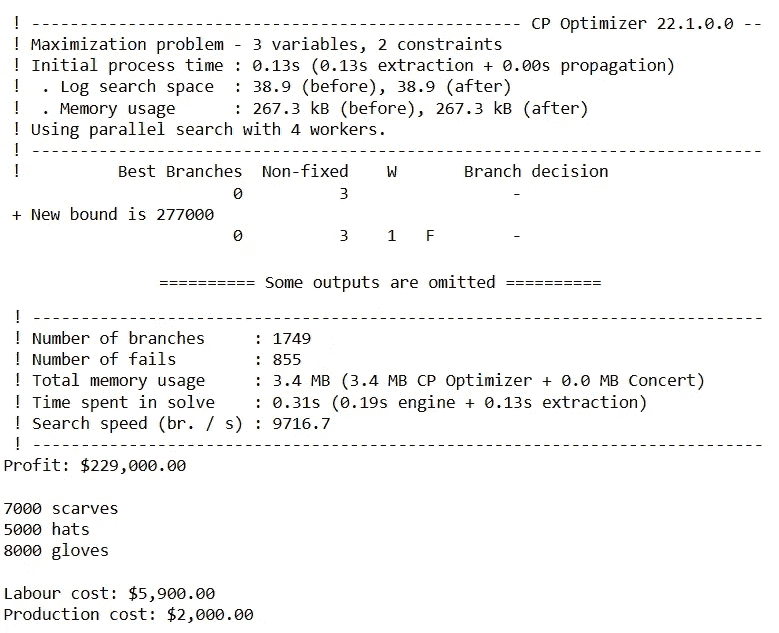 ! --------------------------------------------------- CP Optimizer 22.1.0.0 --
! Maximization problem - 3 variables, 2 constraints
! Initial process time : 0.13s (0.13s extraction + 0.00s propagation)
!  . Log search space  : 38.9 (before), 38.9 (after)
!  . Memory usage      : 267.3 kB (before), 267.3 kB (after)
! Using parallel search with 4 workers.
! ----------------------------------------------------------------------------
!          Best Branches  Non-fixed    W       Branch decision
                       0          3                 -
+ New bound is 277000
                       0          3    1   F        -
========== Some outputs are omitted ==========
! ----------------------------------------------------------------------------
! Number of branches     : 1749
! Number of fails        : 855
! Total memory usage     : 3.4 MB (3.4 MB CP Optimizer + 0.0 MB Concert)
! Time spent in solve    : 0.31s (0.19s engine + 0.13s extraction)
! Search speed (br. / s) : 9716.7
! ----------------------------------------------------------------------------
Profit: $229,000.00
7000 scarves
5000 hats
8000 gloves
Labour cost: $5,900.00
Production cost: $2,000.00